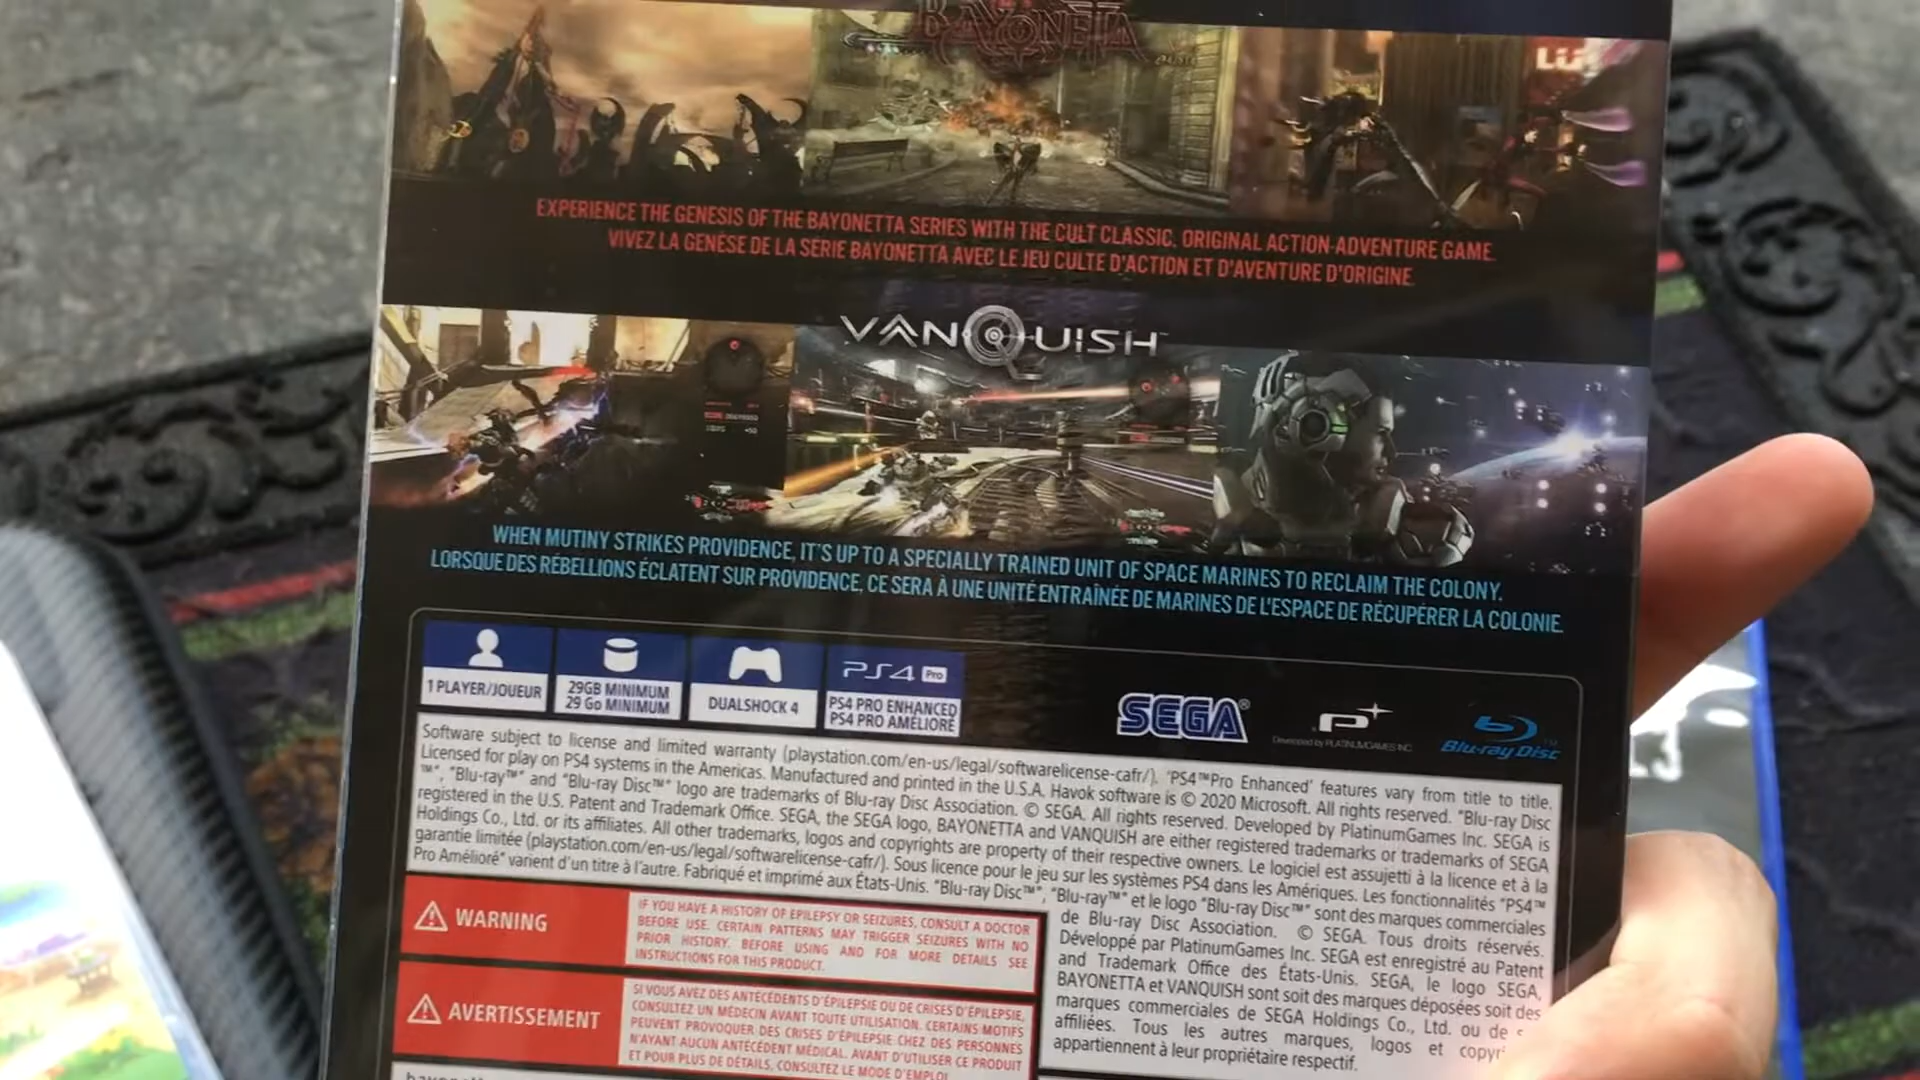 BAYONETTA
EXPERIENCE THE GENESIS OF THE BAYONETTA SERIES WITH THE CULT CLASSIC, ORIGINAL ACTION-ADVENTURE GAME.
VIVEZ LA GENÈSE DE LA SÉRIE BAYONETTA AVEC LE JEU CULTE D'ACTION ET D'AVENTURE D'ORIGINE.
VANQUISH™
WHEN MUTINY STRIKES PROVIDENCE, IT'S UP TO A SPECIALLY TRAINED UNIT OF SPACE MARINES TO RECLAIM THE COLONY.
LORSQUE DES RÉBELLIONS ÉCLATENT SUR PROVIDENCE, CE SERA À UNE UNITÉ ENTRAÎNÉE DE MARINES DE L'ESPACE DE RÉCUPÉRER LA COLONIE.
1 PLAYER/JOUEUR
29GB MINIMUM
29 Go MINIMUM
DUALSHOCK 4
PS4 Pro
PS4 PRO ENHANCED
PS4 PRO AMÉLIORÉ
SEGA®
P
Developed by PLATINUMGAMES INC.
Blu-ray Disc™
Software subject to license and limited warranty (playstation.com/en-us/legal/softwarelicense-cafr/). 'PS4™Pro Enhanced' features vary from title to title.
Licensed for play on PS4 systems in the Americas. Manufactured and printed in the U.S.A. Havok software is © 2020 Microsoft. All rights reserved. "Blu-ray Disc
™", "Blu-ray™" and "Blu-ray Disc™" logo are trademarks of Blu-ray Disc Association. © SEGA. All rights reserved. Developed by PlatinumGames Inc. SEGA is
registered in the U.S. Patent and Trademark Office. SEGA, the SEGA logo, BAYONETTA and VANQUISH are either registered trademarks or trademarks of SEGA
Holdings Co., Ltd. or its affiliates. All other trademarks, logos and copyrights are property of their respective owners. Le logiciel est assujetti à la licence et à la
garantie limitée (playstation.com/en-us/legal/softwarelicense-cafr/). Sous licence pour le jeu sur les systèmes PS4 dans les Amériques. Les fonctionnalités "PS4™
Pro Amélioré" varient d'un titre à l'autre. Fabriqué et imprimé aux États-Unis. "Blu-ray Disc™", "Blu-ray™" et le logo "Blu-ray Disc™" sont des marques commerciales
de Blu-ray Disc Association. © SEGA. Tous droits réservés.
Développé par PlatinumGames Inc. SEGA est enregistré au Patent
and Trademark Office des États-Unis. SEGA, le logo SEGA,
BAYONETTA et VANQUISH sont soit des marques déposées soit des
marques commerciales de SEGA Holdings Co., Ltd. ou de s
affiliées. Tous les autres marques, logos et copyr
appartiennent à leur propriétaire respectif.
WARNING
IF YOU HAVE A HISTORY OF EPILEPSY OR SEIZURES, CONSULT A DOCTOR
BEFORE USE. CERTAIN PATTERNS MAY TRIGGER SEIZURES WITH NO
PRIOR HISTORY. BEFORE USING AND FOR MORE DETAILS SEE
INSTRUCTIONS FOR THIS PRODUCT.
AVERTISSEMENT
SI VOUS AVEZ DES ANTÉCÉDENTS D'ÉPILEPSIE OU DE CRISES D'ÉPILEPSIE,
CONSULTEZ UN MÉDECIN AVANT TOUTE UTILISATION. CERTAINS MOTIFS
PEUVENT PROVOQUER DES CRISES D'ÉPILEPSIE CHEZ DES PERSONNES
N'AYANT AUCUN ANTÉCÉDENT MÉDICAL. AVANT D'UTILISER CE PRODUIT
ET POUR PLUS DE DÉTAILS, CONSULTEZ LE MODE D'EMPLOI.